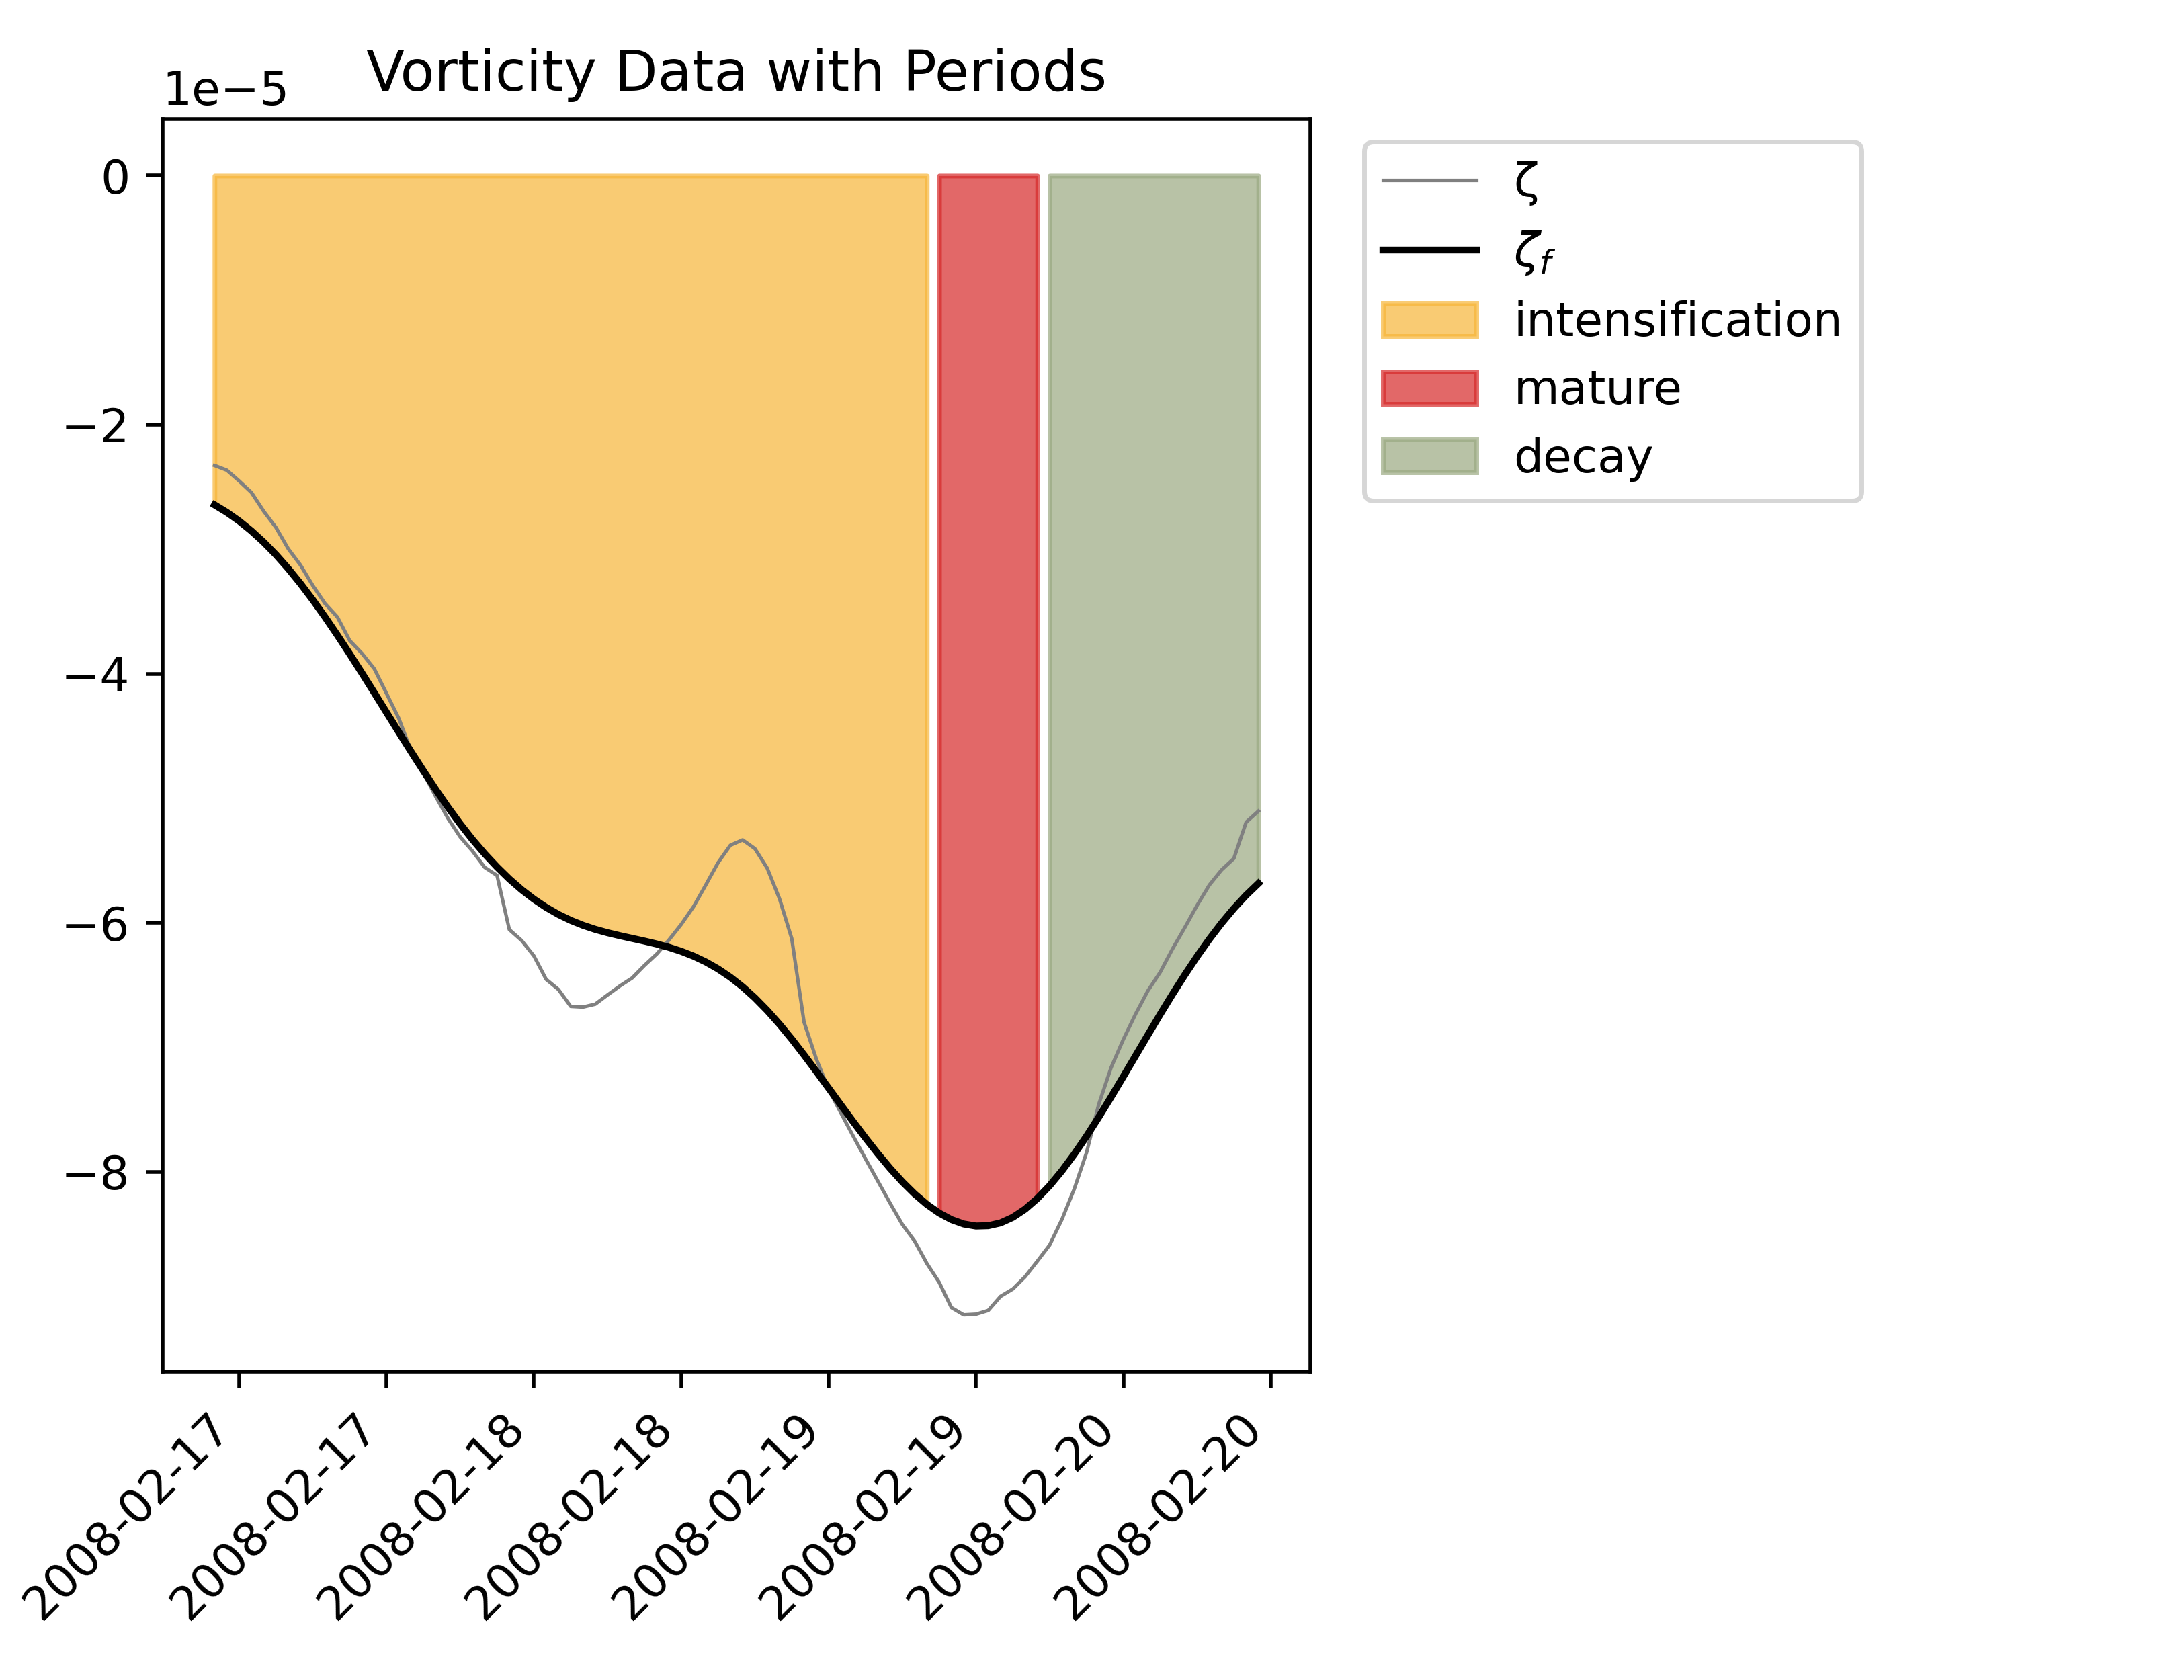 Vorticity Data with Periods
1e−5
0
−2
−4
−6
−8
2008-02-17
2008-02-17
2008-02-18
2008-02-18
2008-02-19
2008-02-19
2008-02-20
2008-02-20
ζ
ζf
intensification
mature
decay